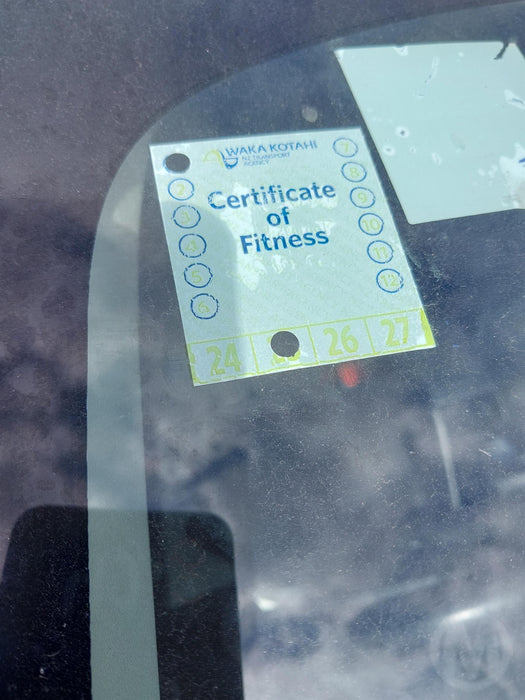 WAKA KOTAHI
NZ TRANSPORT
AGENCY
Certificate
of
Fitness
2
3
4
5
6
7
8
9
10
11
12
24 26 27